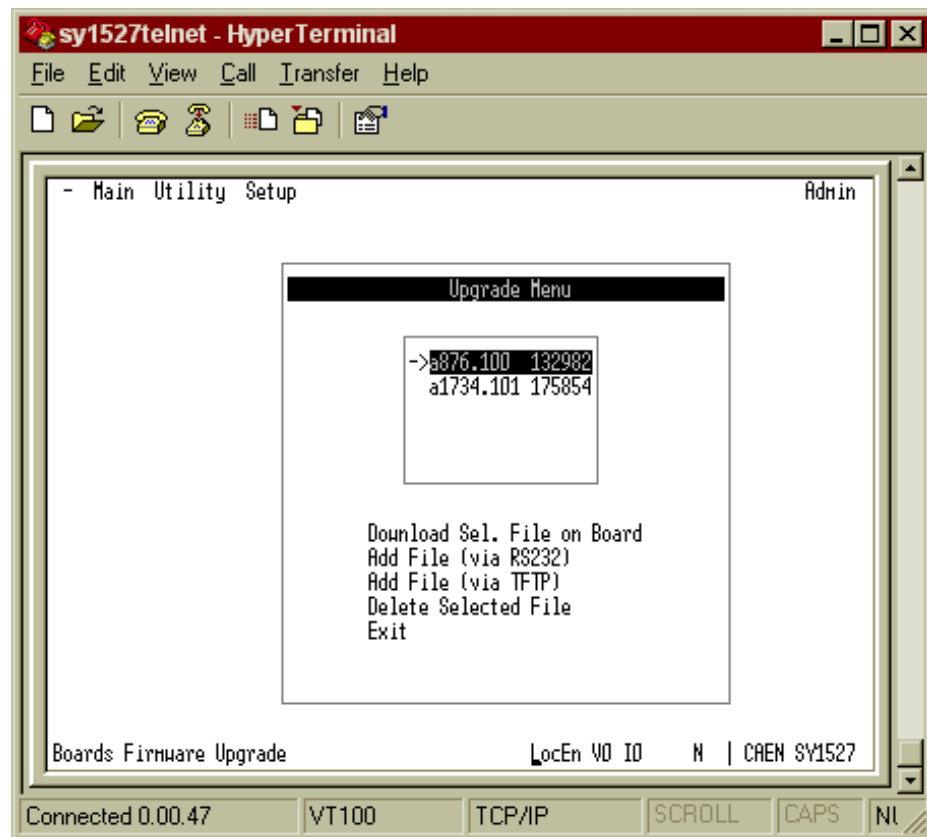 sy1527telnet - HyperTerminal
File Edit View Call Transfer Help
- Main Utility Setup Admin
Upgrade Menu
->a876.100 132982
a1734.101 175854
Download Sel. File on Board
Add File (via RS232)
Add File (via TFTP)
Delete Selected File
Exit
Boards Firmware Upgrade LocEn V0 I0 N | CAEN SY1527
Connected 0.00.47 VT100 TCP/IP SCROLL CAPS